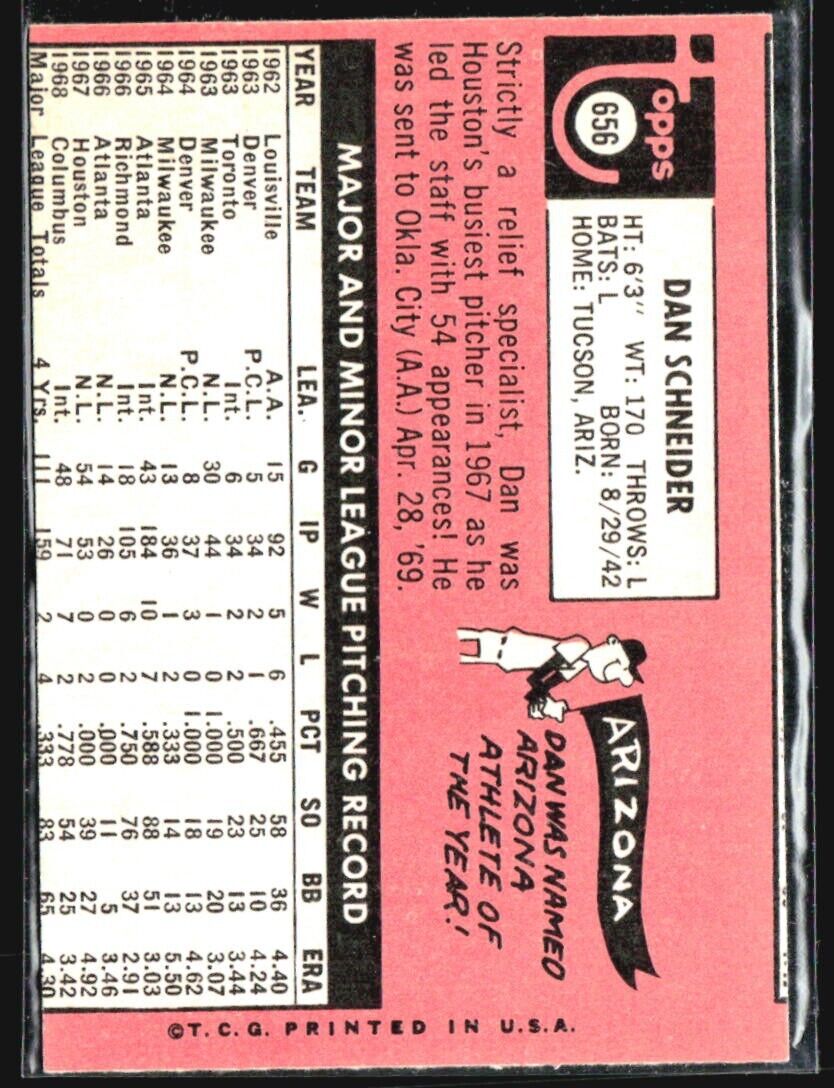 Topps
656
DAN SCHNEIDER
HT: 6'3" WT: 170 THROWS: L
BATS: L BORN: 8/29/42
HOME: TUCSON, ARIZ.
Strictly a relief specialist, Dan was
Houston's busiest pitcher in 1967 as he
led the staff with 54 appearances! He
was sent to Okla. City (A.A.) Apr. 28, '69.
ARIZONA
DAN WAS NAMED
ARIZONA
ATHLETE OF
THE YEAR!
MAJOR AND MINOR LEAGUE PITCHING RECORD
YEAR TEAM LEA. G IP W L PCT SO BB ERA
1962 Louisville A.A. 15 92 5 6 .455 58 36 4.40
1963 Denver P.C.L. 5 34 2 1 .667 25 10 4.24
1963 Toronto Int. 6 34 2 2 .500 23 13 3.44
1963 Milwaukee N.L. 30 44 1 0 1.000 19 20 3.07
1964 Denver P.C.L. 8 37 3 0 1.000 18 13 4.62
1964 Milwaukee N.L. 13 36 1 2 .333 14 13 5.50
1965 Atlanta Int. 43 184 10 7 .588 88 51 3.03
1966 Richmond Int. 18 105 6 2 .750 76 37 2.91
1966 Atlanta N.L. 14 26 0 0 .000 11 5 3.46
1967 Houston N.L. 54 53 0 2 .000 39 27 4.92
1968 Columbus Int. 48 71 7 2 .778 54 25 3.42
Major League Totals 4 Yrs. 111 159 2 4 .333 83 65 4.30
©T.C.G. PRINTED IN U.S.A.